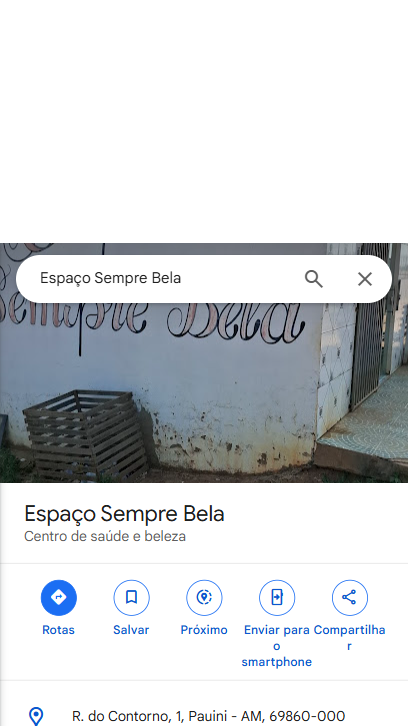 Espaço Sempre Bela
Sempre Bela
Espaço Sempre Bela
Centro de saúde e beleza
Rotas
Salvar
Próximo
Enviar para
o
smartphone
Compartilha
r
R. do Contorno, 1, Pauini - AM, 69860-000